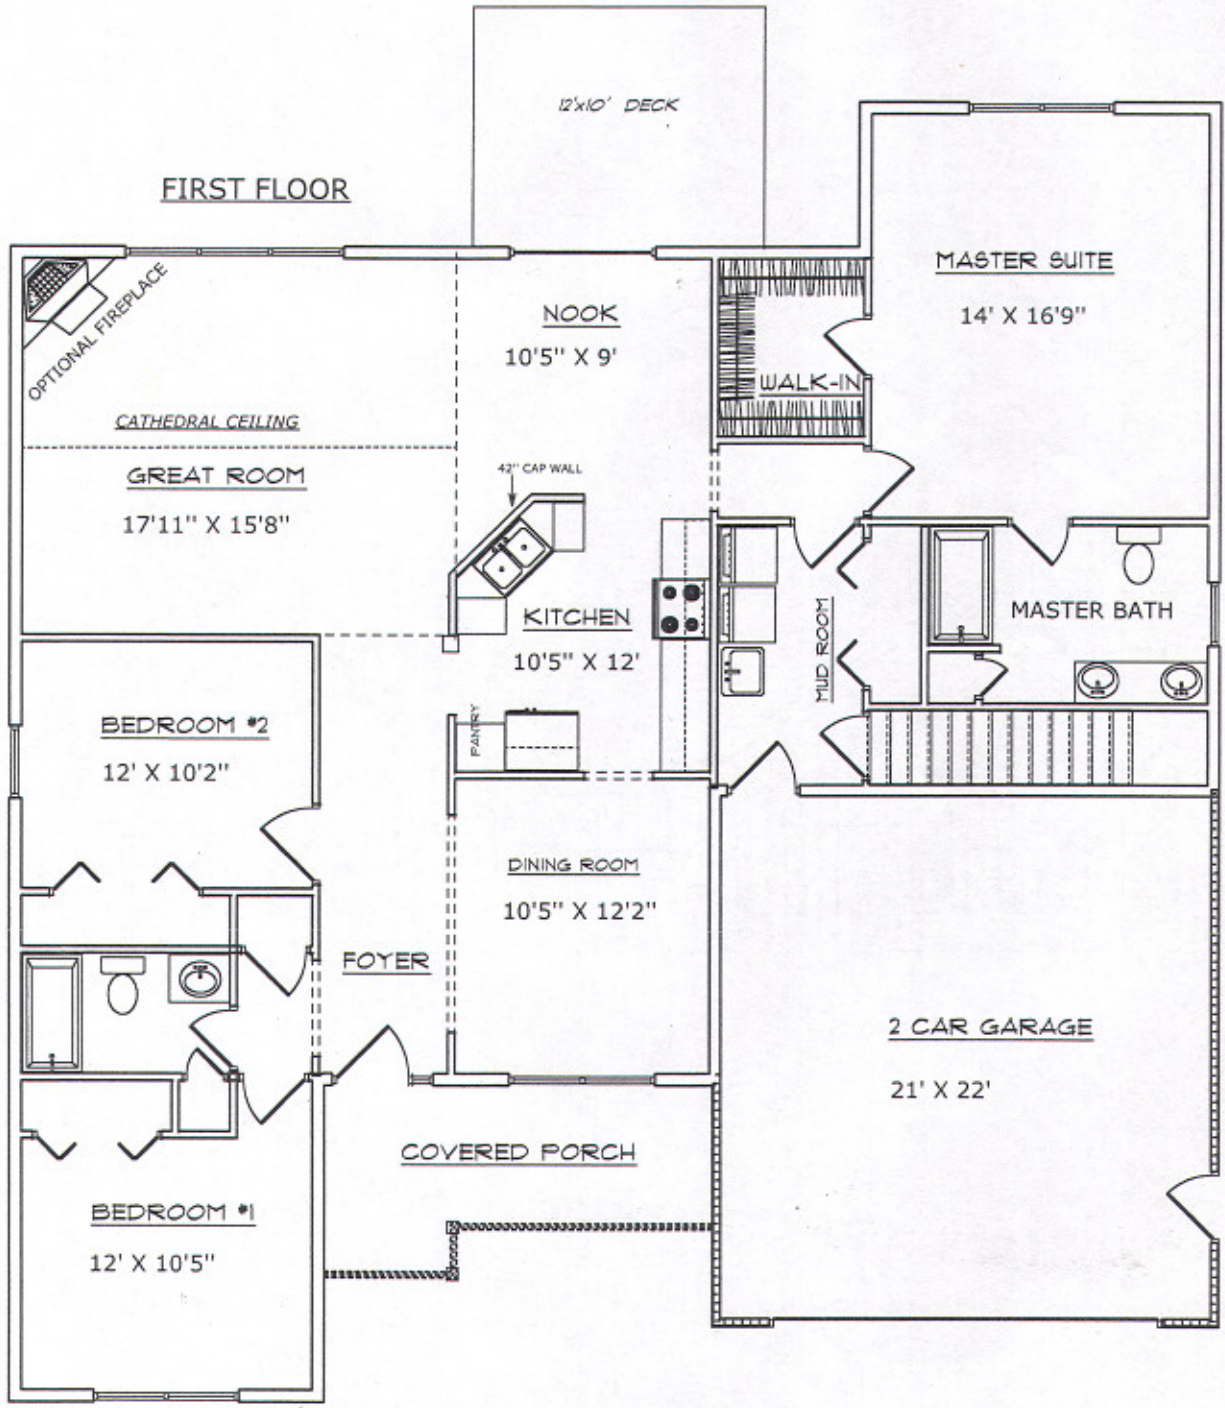 12'x10' DECK
FIRST FLOOR
MASTER SUITE
14' X 16'9"
OPTIONAL FIREPLACE
NOOK
10'5" X 9'
WALK-IN
CATHEDRAL CEILING
GREAT ROOM
17'11" X 15'8"
42" CAP WALL
KITCHEN
10'5" X 12'
MUD ROOM
MASTER BATH
PANTRY
BEDROOM #2
12' X 10'2"
DINING ROOM
10'5" X 12'2"
FOYER
2 CAR GARAGE
21' X 22'
COVERED PORCH
BEDROOM #1
12' X 10'5"